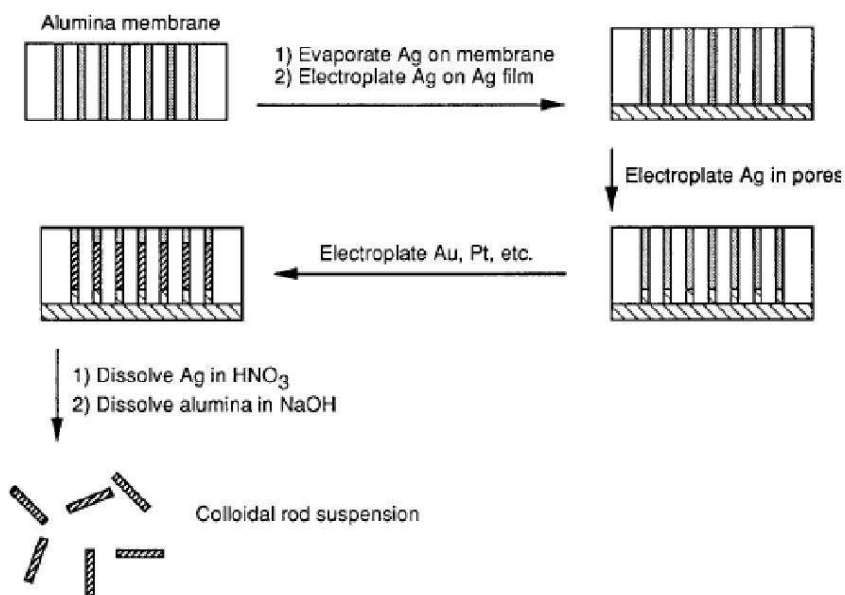 Alumina membrane
1) Evaporate Ag on membrane
2) Electroplate Ag on Ag film
Electroplate Ag in pores
Electroplate Au, Pt, etc.
1) Dissolve Ag in HNO3
2) Dissolve alumina in NaOH
Colloidal rod suspension